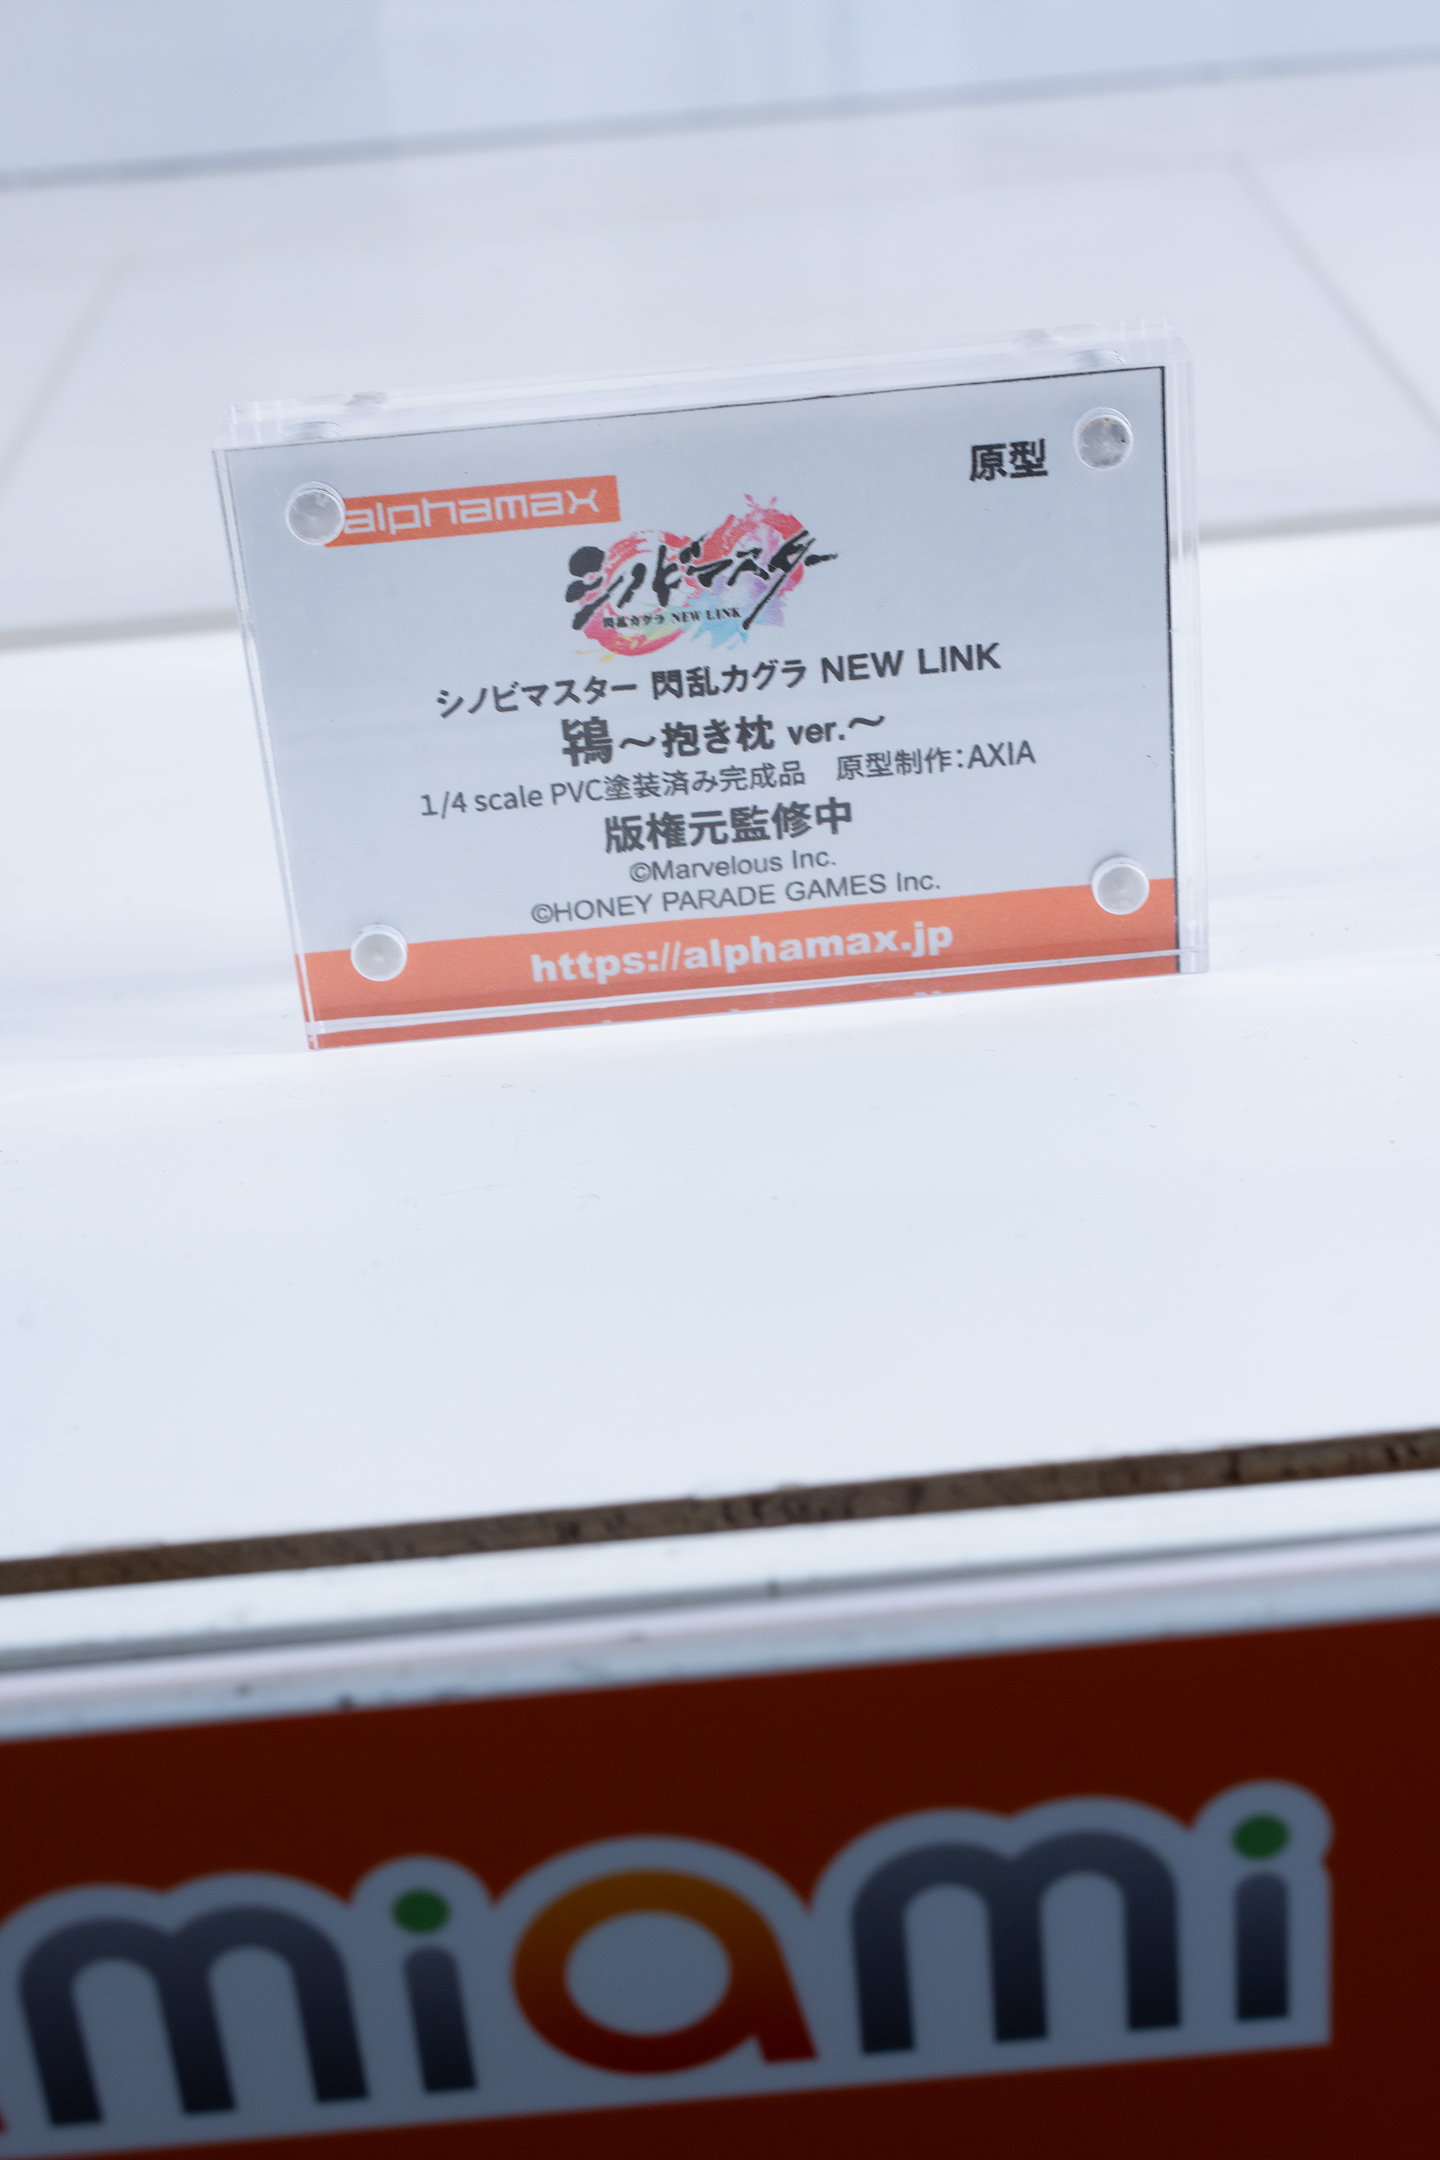 原型
alphamax
シノビマスター
閃乱カグラ NEW LINK
シノビマスター 閃乱カグラ NEW LINK
鴇～抱き枕 ver.～
1/4 scale PVC塗装済み完成品 原型制作：AXIA
版権元監修中
©Marvelous Inc.
©HONEY PARADE GAMES Inc.
https://alphamax.jp
miami